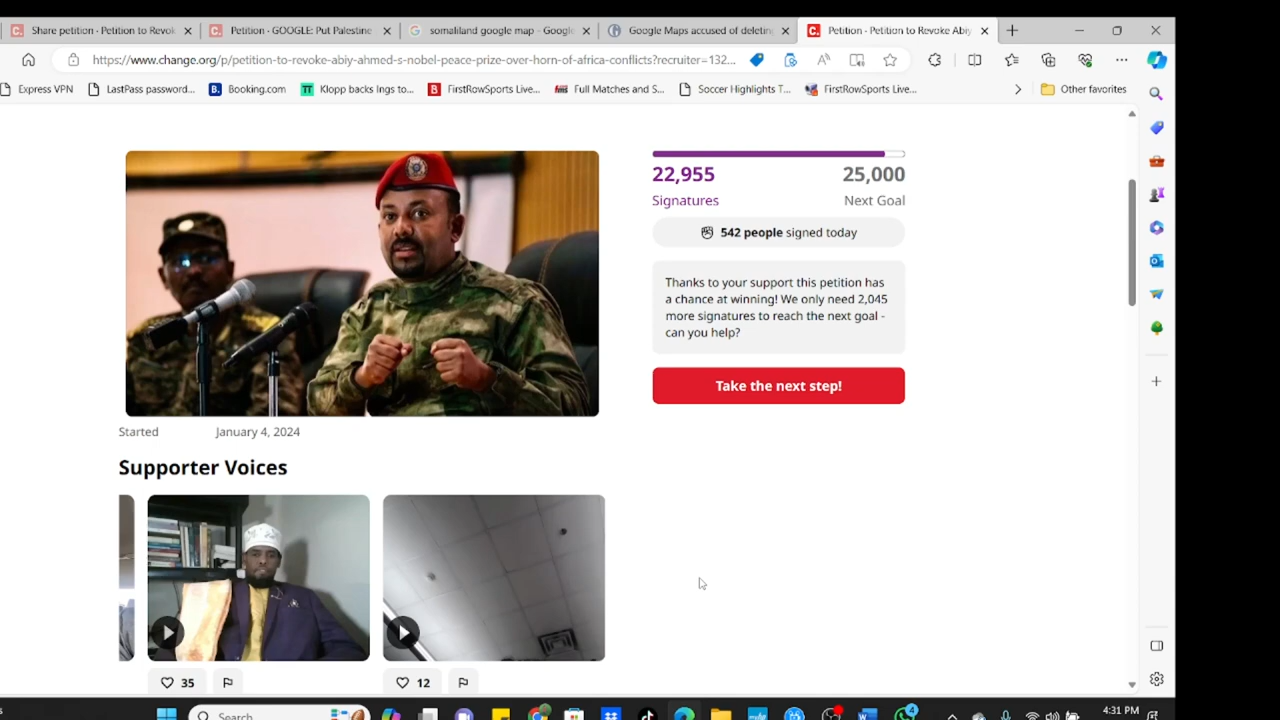 Share petition · Petition to Revok
Petition · GOOGLE: Put Palestine
somaliland google map - Google
Google Maps accused of deletin
Petition · Petition to Revoke Abiy
https://www.change.org/p/petition-to-revoke-abiy-ahmed-s-nobel-peace-prize-over-horn-of-africa-conflicts?recruiter=132...
Express VPN
LastPass password...
Booking.com
Klopp backs Ings to...
FirstRowSports Live...
Full Matches and S...
Soccer Highlights T...
FirstRowSports Live...
Other favorites
22,955
25,000
Signatures
Next Goal
542 people signed today
Thanks to your support this petition has
a chance at winning! We only need 2,045
more signatures to reach the next goal -
can you help?
Take the next step!
Started
January 4, 2024
Supporter Voices
35
12
Search
4
4:31 PM